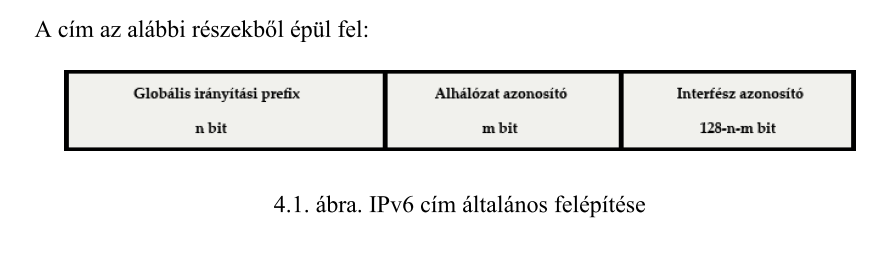 A cím az alábbi részekből épül fel:
Globális irányítási prefix Alhálózat azonosító Interfész azonosító
n bit m bit 128-n-m bit
4.1. ábra. IPv6 cím általános felépítése